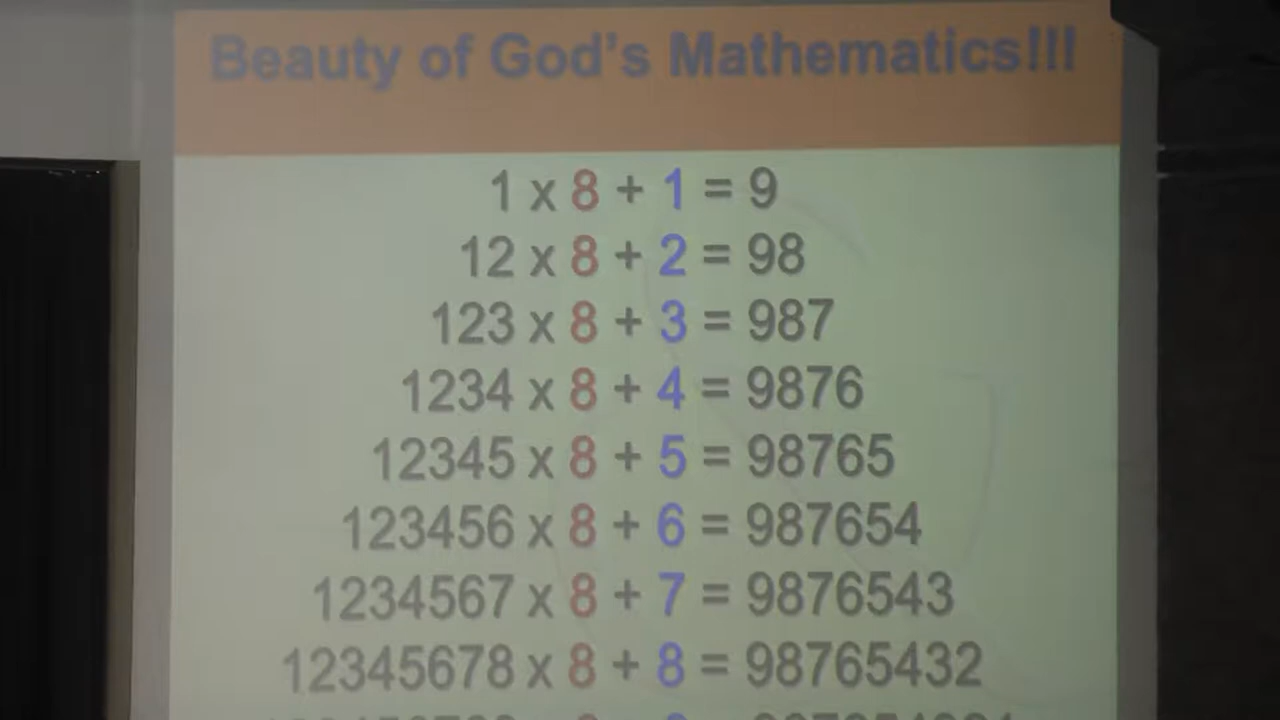 Beauty of God's Mathematics!!!
1 x 8 + 1 = 9
12 x 8 + 2 = 98
123 x 8 + 3 = 987
1234 x 8 + 4 = 9876
12345 x 8 + 5 = 98765
123456 x 8 + 6 = 987654
1234567 x 8 + 7 = 9876543
12345678 x 8 + 8 = 98765432